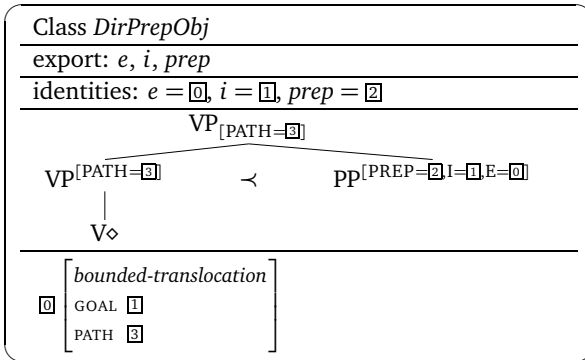 Class DirPrepObj
export: e, i, prep
identities: e = 0, i = 1, prep = 2
VP[PATH=3]
VP[PATH=3] ≺ PP[PREP=2,I=1,E=0]
V⋄
0 [bounded-translocation
GOAL 1
PATH 3]